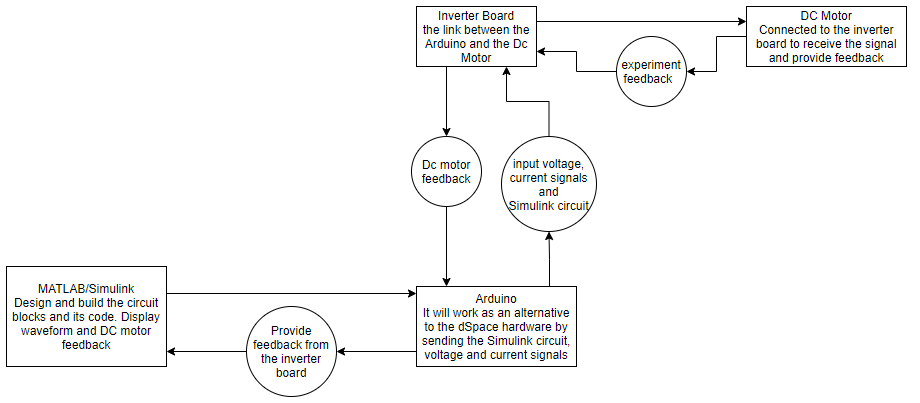 Inverter Board
the link between the
Arduino and the Dc
Motor
DC Motor
Connected to the inverter
board to receive the signal
and provide feedback
experiment
feedback
Dc motor
feedback
input voltage,
current signals
and
Simulink circuit
MATLAB/Simulink
Design and build the circuit
blocks and its code. Display
waveform and DC motor
feedback
Provide
feedback from
the inverter
board
Arduino
It will work as an alternative
to the dSpace hardware by
sending the Simulink circuit,
voltage and current signals